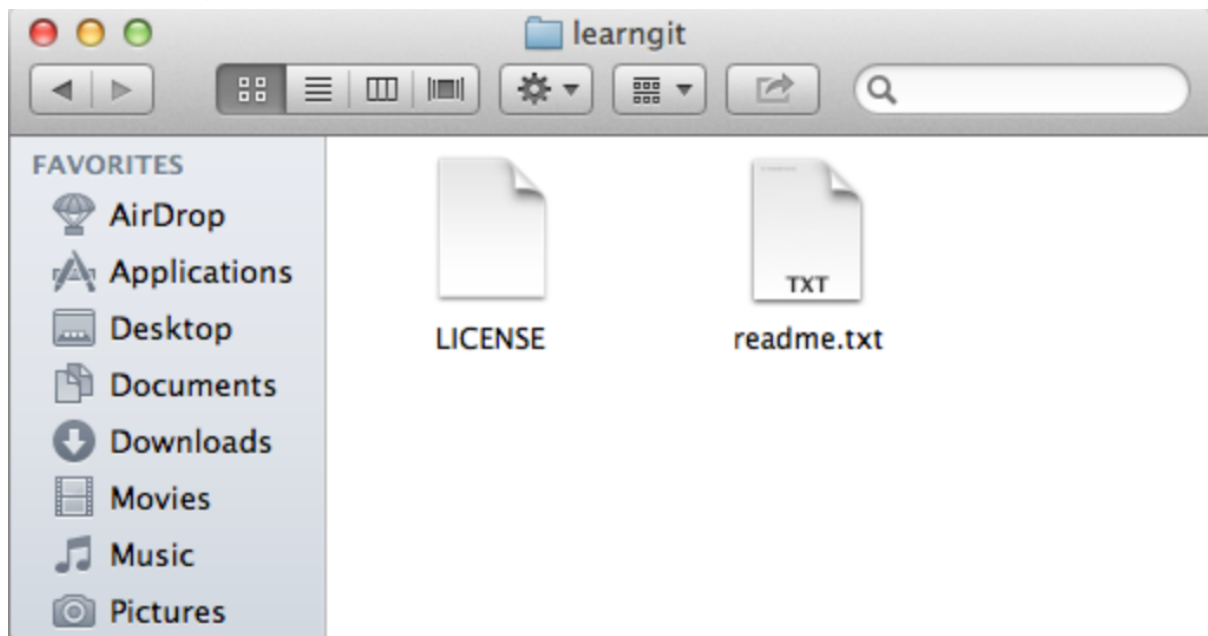 learngit
FAVORITES
AirDrop
Applications
Desktop
Documents
Downloads
Movies
Music
Pictures
TXT
LICENSE
readme.txt